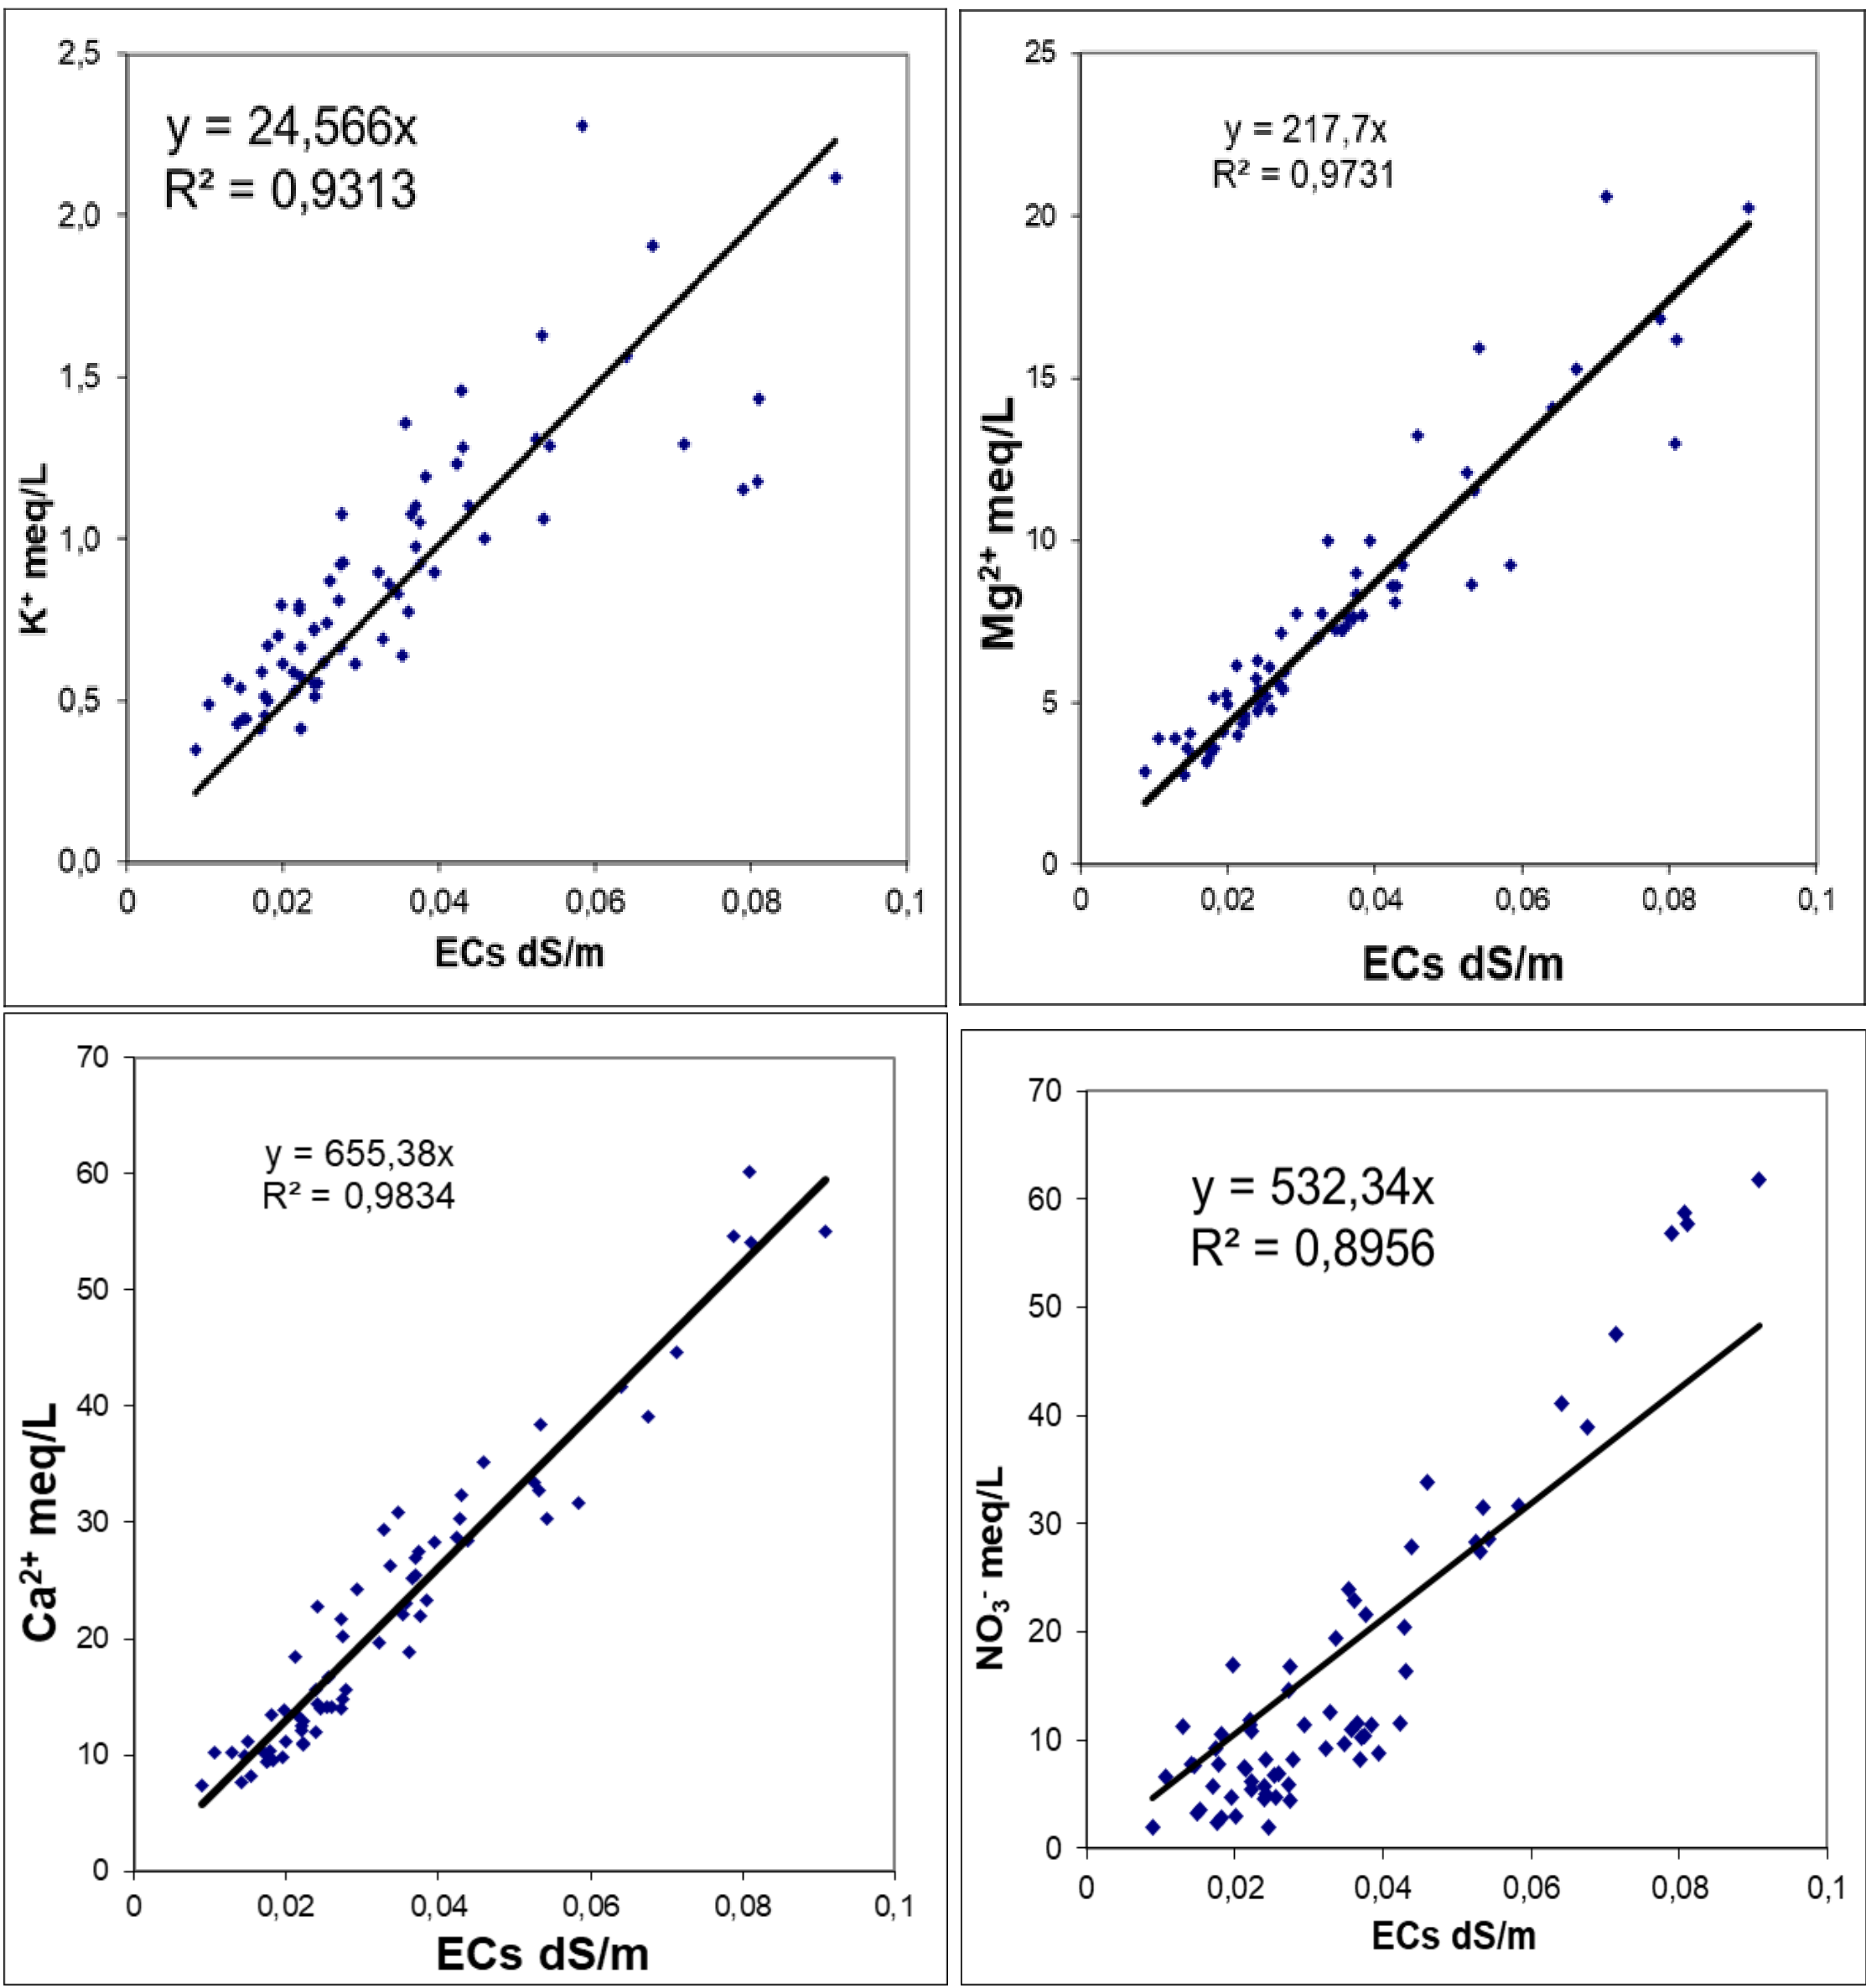 2,5
2,0
1,5
1,0
0,5
0,0
y = 24,566x
R² = 0,9313
K⁺ meq/L
0 0,02 0,04 0,06 0,08 0,1
ECs dS/m
25
20
15
10
5
0
y = 217,7x
R² = 0,9731
Mg²⁺ meq/L
0 0,02 0,04 0,06 0,08 0,1
ECs dS/m
70
60
50
40
30
20
10
0
y = 655,38x
R² = 0,9834
Ca²⁺ meq/L
0 0,02 0,04 0,06 0,08 0,1
ECs dS/m
70
60
50
40
30
20
10
0
y = 532,34x
R² = 0,8956
NO₃⁻ meq/L
0 0,02 0,04 0,06 0,08 0,1
ECs dS/m